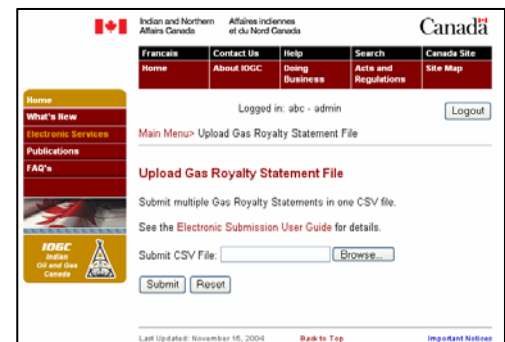 Indian and Northern Affairs Canada
Affaires indiennes et du Nord Canada
Canada
Francais Contact Us Help Search Canada Site
Home About IOGC Doing Business Acts and Regulations Site Map
Home
What's New
Electronic Services
Publications
FAQ's
IOGC
Indian
Oil and Gas
Canada
Logged in: abc - admin
Logout
Main Menu> Upload Gas Royalty Statement File
Upload Gas Royalty Statement File
Submit multiple Gas Royalty Statements in one CSV file.
See the Electronic Submission User Guide for details.
Submit CSV File: Browse...
Submit Reset
Last Updated: November 16, 2004 Back to Top Important Notices